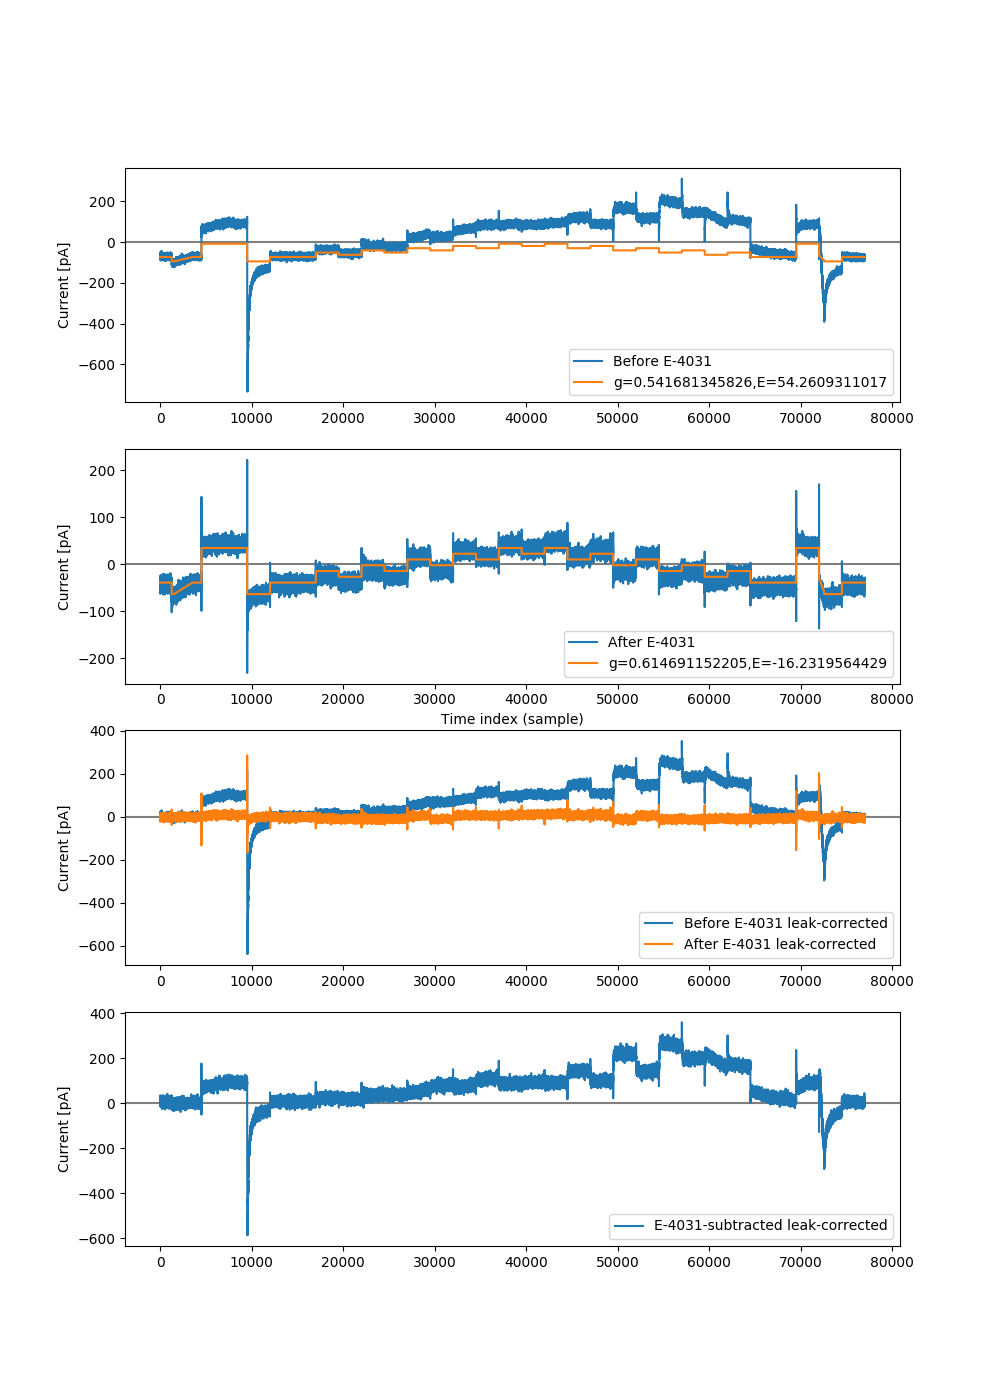 200
0
−200
−400
−600
Current [pA]
Before E-4031
g=0.541681345826,E=54.2609311017
0 10000 20000 30000 40000 50000 60000 70000 80000
200
100
0
−100
−200
Current [pA]
After E-4031
g=0.614691152205,E=-16.2319564429
0 10000 20000 30000 40000 50000 60000 70000 80000
Time index (sample)
400
200
0
−200
−400
−600
Current [pA]
Before E-4031 leak-corrected
After E-4031 leak-corrected
0 10000 20000 30000 40000 50000 60000 70000 80000
400
200
0
−200
−400
−600
Current [pA]
E-4031-subtracted leak-corrected
0 10000 20000 30000 40000 50000 60000 70000 80000